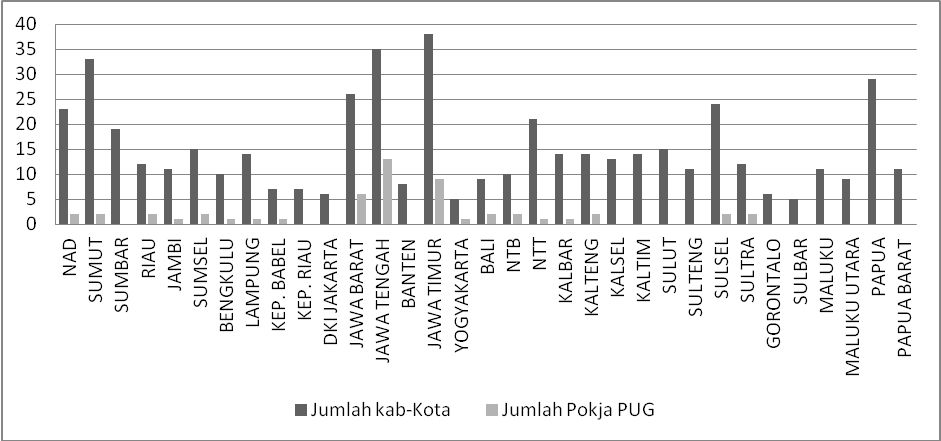 40
35
30
25
20
15
10
5
0
NAD
SUMUT
SUMBAR
RIAU
JAMBI
SUMSEL
BENGKULU
LAMPUNG
KEP. BABEL
KEP. RIAU
DKI JAKARTA
JAWA BARAT
JAWA TENGAH
BANTEN
JAWA TIMUR
YOGYAKARTA
BALI
NTB
NTT
KALBAR
KALTENG
KALSEL
KALTIM
SULUT
SULTENG
SULSEL
SULTRA
GORONTALO
SULBAR
MALUKU
MALUKU UTARA
PAPUA
PAPUA BARAT
Jumlah kab-Kota Jumlah Pokja PUG